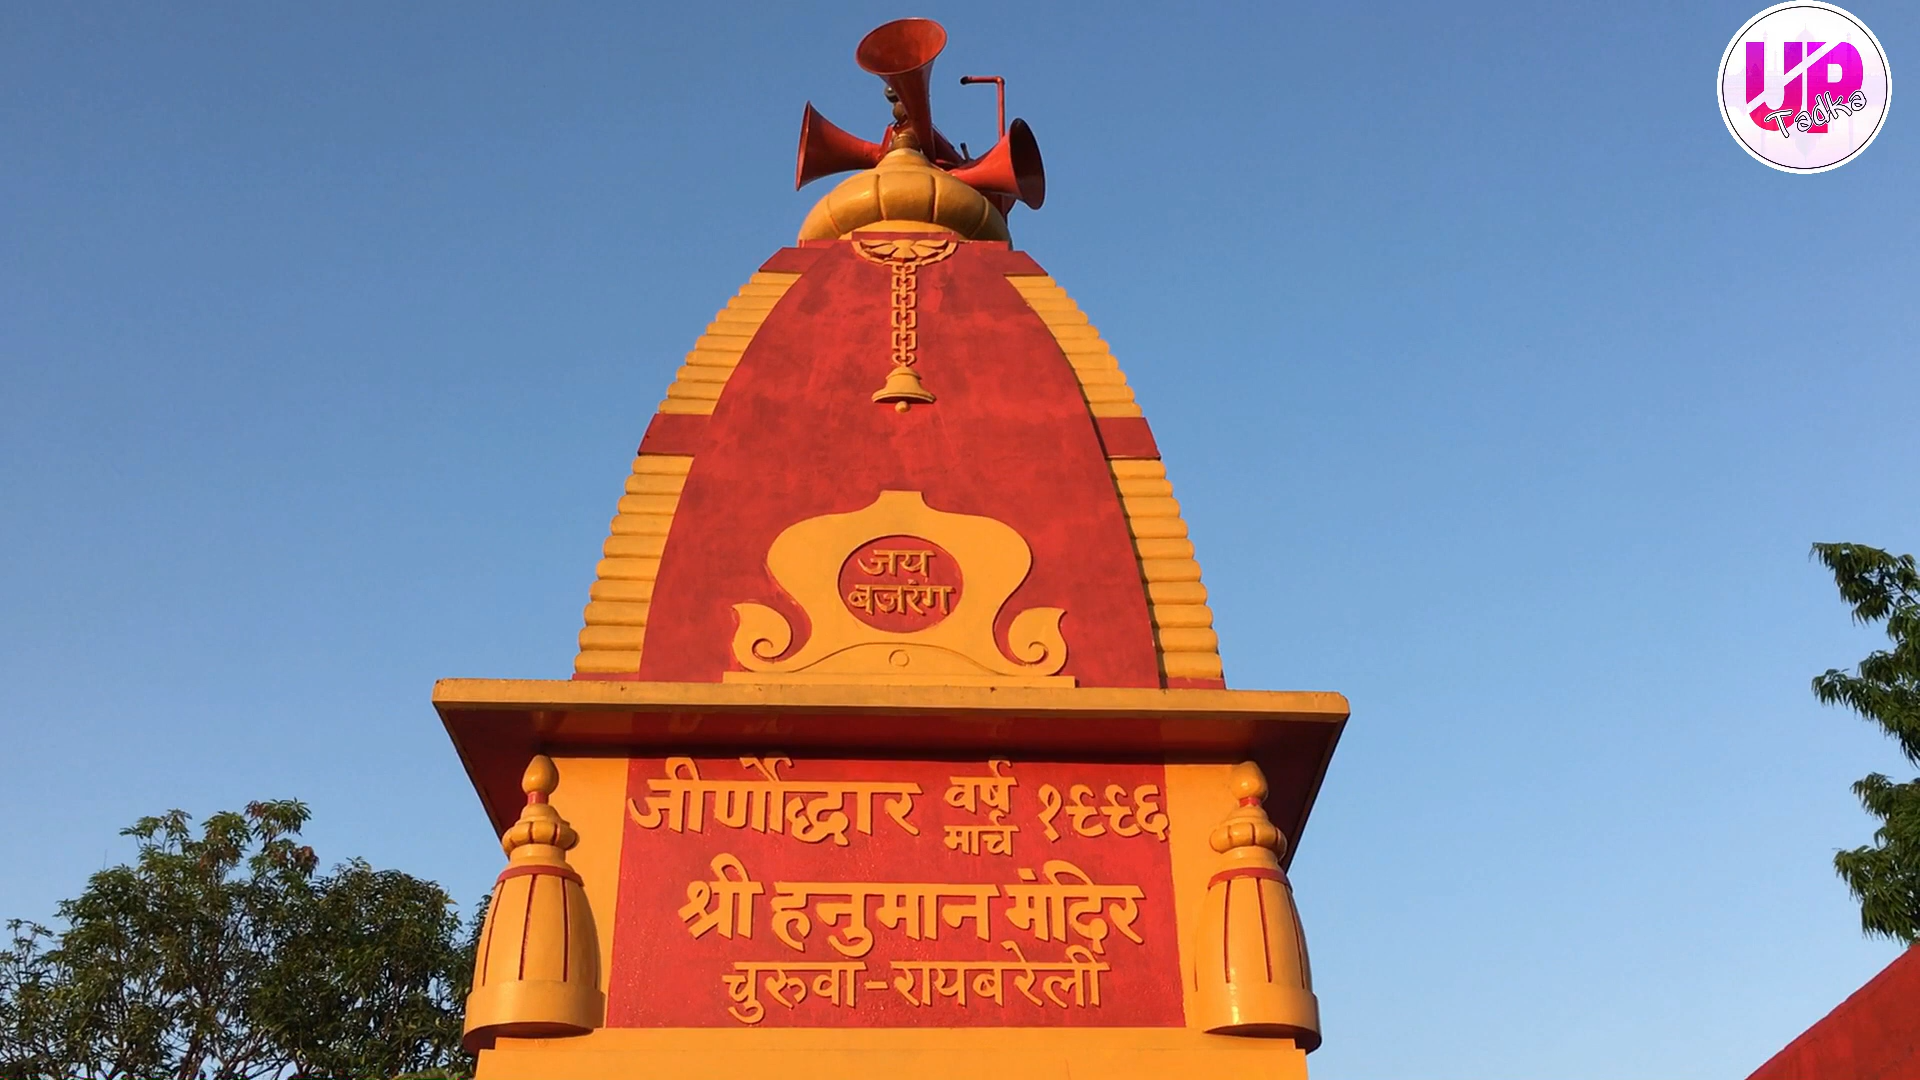 UP
Tadka
जय
बजरंग
जीर्णोद्धार वर्ष १९९६
मार्च
श्री हनुमान मंदिर
चुरुवा-रायबरेली